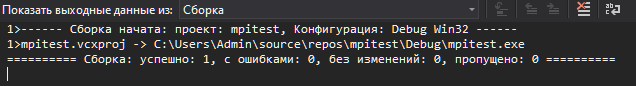 Показать выходные данные из: Сборка
1>------ Сборка начата: проект: mpitest, Конфигурация: Debug Win32 ------
1>mpitest.vcxproj -> C:\Users\Admin\source\repos\mpitest\Debug\mpitest.exe
========== Сборка: успешно: 1, с ошибками: 0, без изменений: 0, пропущено: 0 ==========